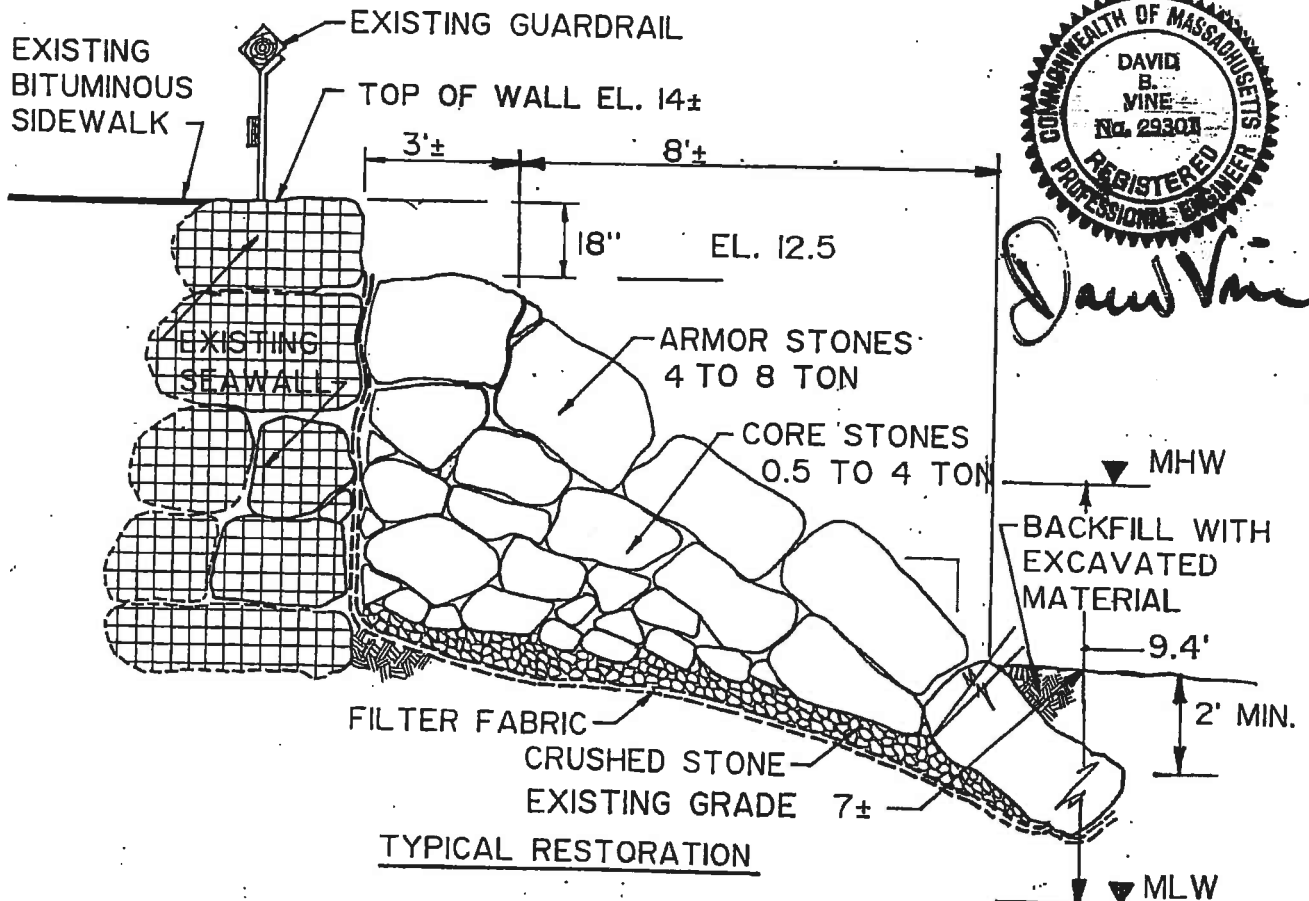 EXISTING GUARDRAIL
EXISTING
BITUMINOUS
SIDEWALK
TOP OF WALL EL. 14±
3'±
8'±
18"
EL. 12.5
EXISTING
SEAWALL
ARMOR STONES
4 TO 8 TON
CORE STONES
0.5 TO 4 TON
MHW
BACKFILL WITH
EXCAVATED
MATERIAL
9.4'
2' MIN.
FILTER FABRIC
CRUSHED STONE
EXISTING GRADE 7±
TYPICAL RESTORATION
MLW
COMMONWEALTH OF MASSACHUSETTS
DAVID
B.
VINE
No. 29301
REGISTERED
PROFESSIONAL ENGINEER
David Vine